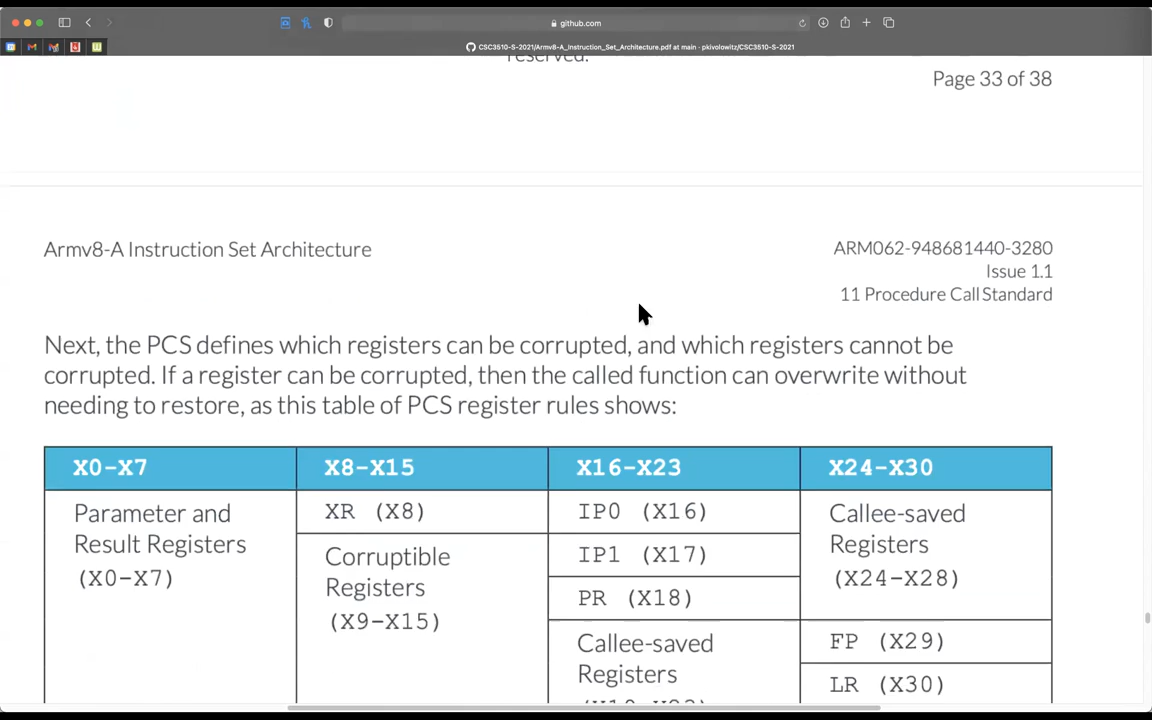 github.com
CSC3510-S-2021/Armv8-A_Instruction_Set_Architecture.pdf at main · pkivolowitz/CSC3510-S-2021
reserved.
Page 33 of 38
Armv8-A Instruction Set Architecture
ARM062-948681440-3280
Issue 1.1
11 Procedure Call Standard
Next, the PCS defines which registers can be corrupted, and which registers cannot be
corrupted. If a register can be corrupted, then the called function can overwrite without
needing to restore, as this table of PCS register rules shows:
X0-X7
X8-X15
X16-X23
X24-X30
Parameter and
Result Registers
(X0-X7)
XR (X8)
Corruptible
Registers
(X9-X15)
IP0 (X16)
IP1 (X17)
PR (X18)
Callee-saved
Registers
Callee-saved
Registers
(X24-X28)
FP (X29)
LR (X30)